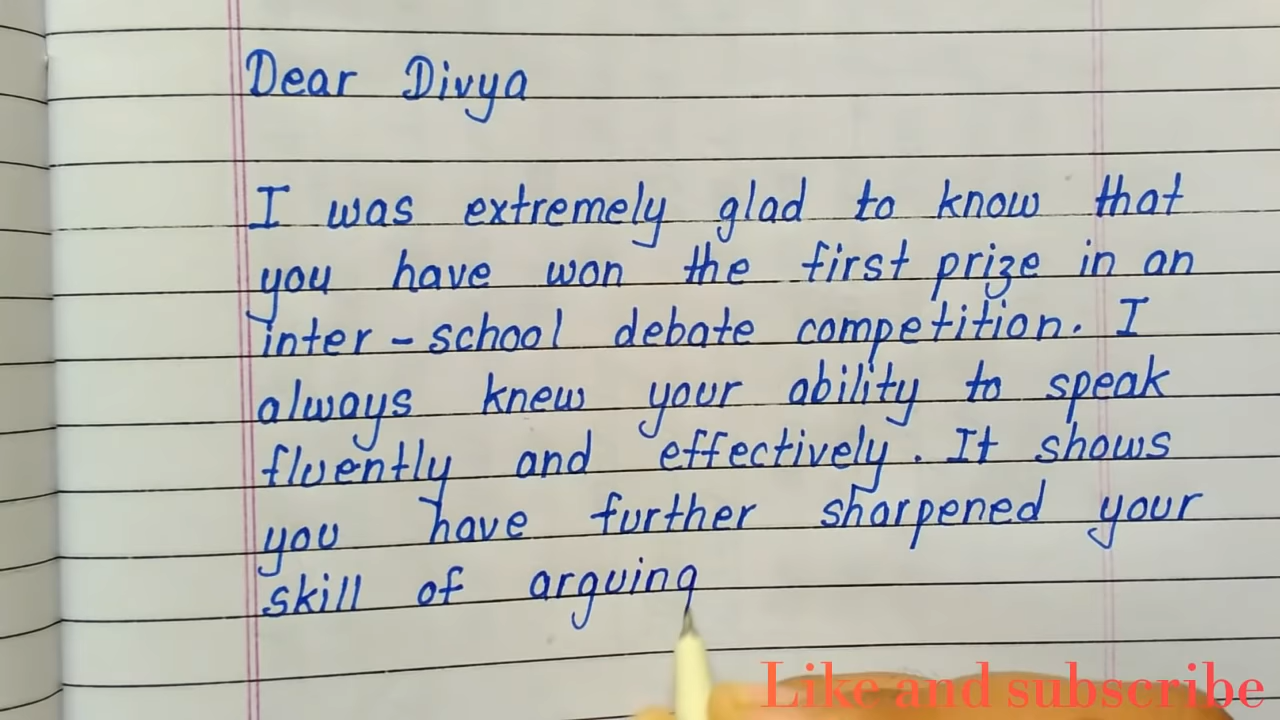 Dear Divya
I was extremely glad to know that
you have won the first prize in an
inter-school debate competition. I
always knew your ability to speak
fluently and effectively. It shows
you have further sharpened your
skill of arguing
Like and subscribe